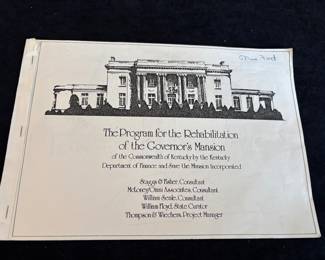 The Program for the Rehabilitation
of the Governor's Mansion
of the Commonwealth of Kentucky by the Kentucky
Department of Finance and Save the Mansion Incorporated
Staggs & Fisher, Consultant
McLoney/Omni Associates, Consultant
William Seale, Consultant
William Floyd, State Curator
Thompson & Wiechers, Project Manager